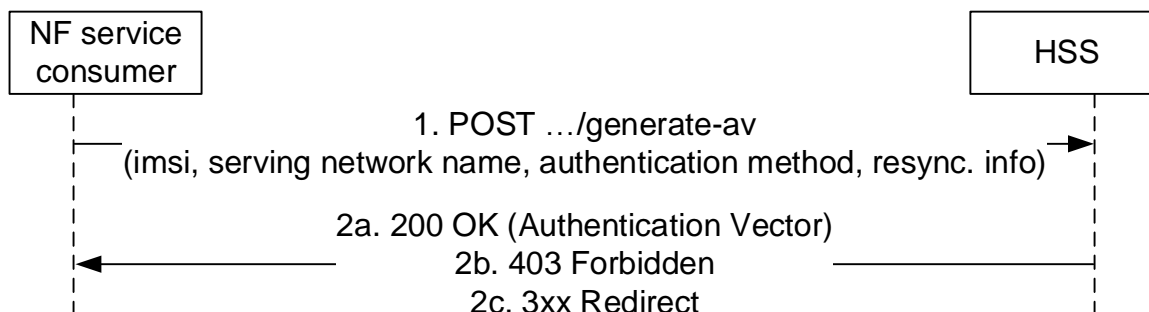 NF service
consumer
HSS
1. POST …/generate-av
(imsi, serving network name, authentication method, resync. info)
2a. 200 OK (Authentication Vector)
2b. 403 Forbidden
2c. 3xx Redirect